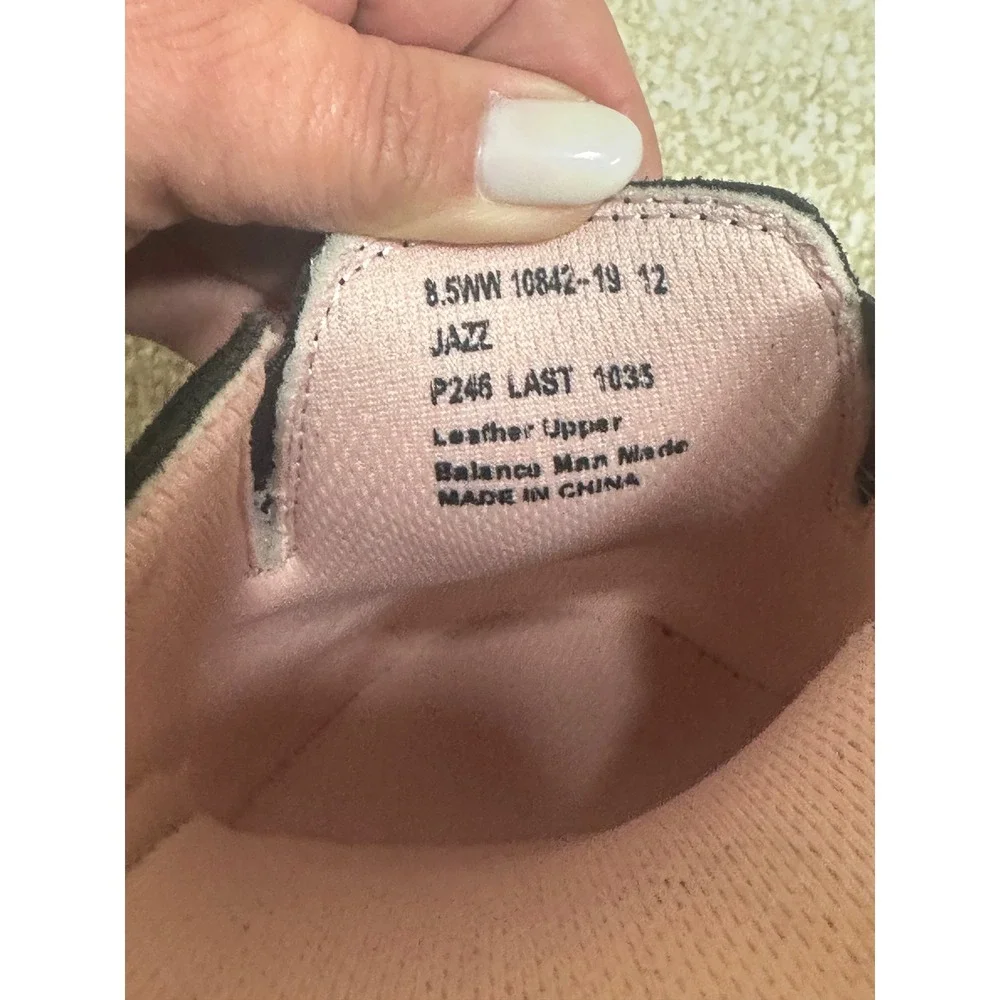 8.5WW 10842--19 12
JAZZ
P246 LAST 1035
Leather Upper
Balance Man Made
MADE IN CHINA